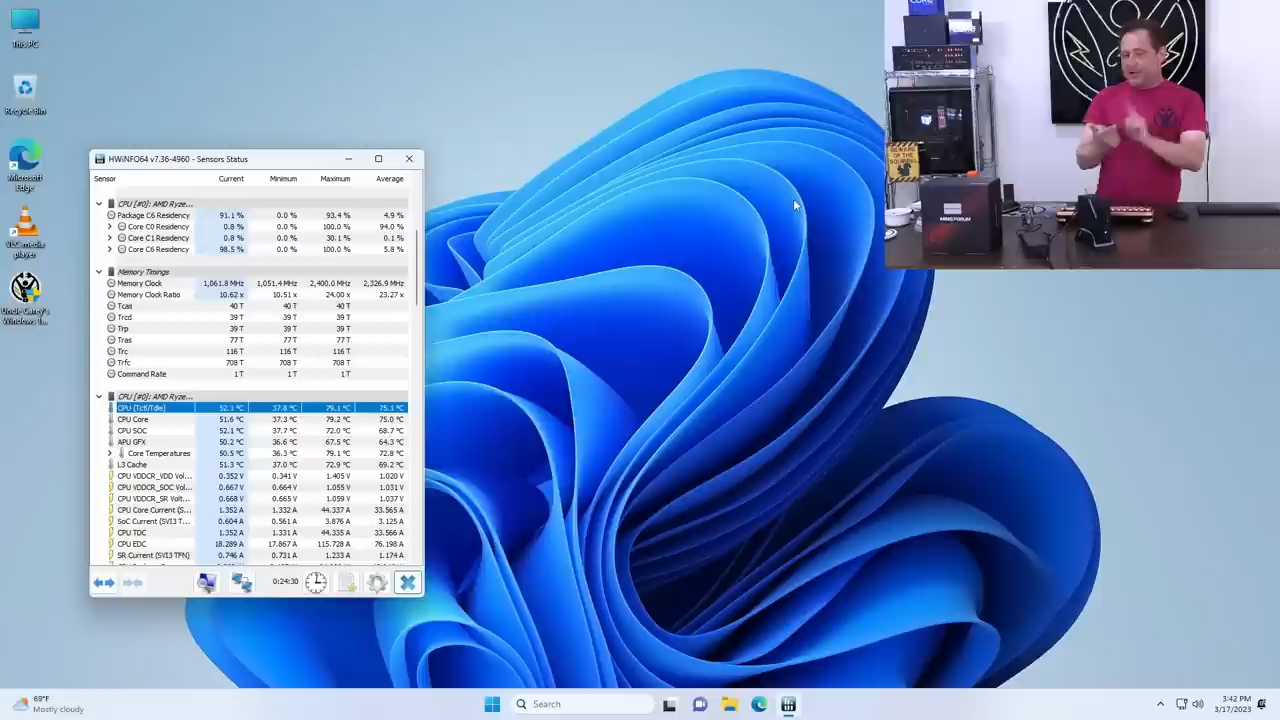 This PC
Recycle Bin
Microsoft
Edge
VLC media
player
Uncle Carey's
Windows 1...
HWiNFO64 v7.36-4960 - Sensors Status
Sensor Current Minimum Maximum Average
CPU [#0]: AMD Ryze...
Package C6 Residency 91.1 % 0.0 % 93.4 % 4.9 %
Core C0 Residency 0.8 % 0.0 % 100.0 % 94.0 %
Core C1 Residency 0.8 % 0.0 % 30.1 % 0.1 %
Core C6 Residency 98.5 % 0.0 % 100.0 % 5.8 %
Memory Timings
Memory Clock 1,061.8 MHz 1,051.4 MHz 2,400.0 MHz 2,326.9 MHz
Memory Clock Ratio 10.62 x 10.51 x 24.00 x 23.27 x
Tcas 40 T 40 T 40 T
Trcd 39 T 39 T 39 T
Trp 39 T 39 T 39 T
Tras 77 T 77 T 77 T
Trc 116 T 116 T 116 T
Trfc 708 T 708 T 708 T
Command Rate 1 T 1 T 1 T
CPU [#0]: AMD Ryze...
CPU (Tctl/Tdie) 52.1 °C 37.8 °C 79.1 °C 75.1 °C
CPU Core 51.6 °C 37.3 °C 79.2 °C 75.0 °C
CPU SOC 52.1 °C 37.7 °C 72.0 °C 68.7 °C
APU GFX 50.2 °C 36.6 °C 67.5 °C 64.3 °C
Core Temperatures 50.5 °C 36.3 °C 79.1 °C 72.8 °C
L3 Cache 51.3 °C 37.0 °C 72.9 °C 69.2 °C
CPU VDDCR_VDD Vol... 0.352 V 0.341 V 1.405 V 1.020 V
CPU VDDCR_SOC Volt... 0.667 V 0.664 V 1.055 V 1.031 V
CPU VDDCR_SR Volt... 0.668 V 0.665 V 1.059 V 1.037 V
CPU Core Current (S... 1.352 A 1.332 A 44.337 A 33.565 A
SoC Current (SVI3 T... 0.604 A 0.561 A 3.876 A 3.125 A
CPU TDC 1.352 A 1.331 A 44.335 A 33.566 A
CPU EDC 18.289 A 17.867 A 115.728 A 76.198 A
SR Current (SVI3 TFN) 0.746 A 0.731 A 1.233 A 1.174 A
0:24:30
BEWARE
OF THE
SQUIRREL
MINISFORUM
69°F
Mostly cloudy
Search
3:42 PM
3/17/2023